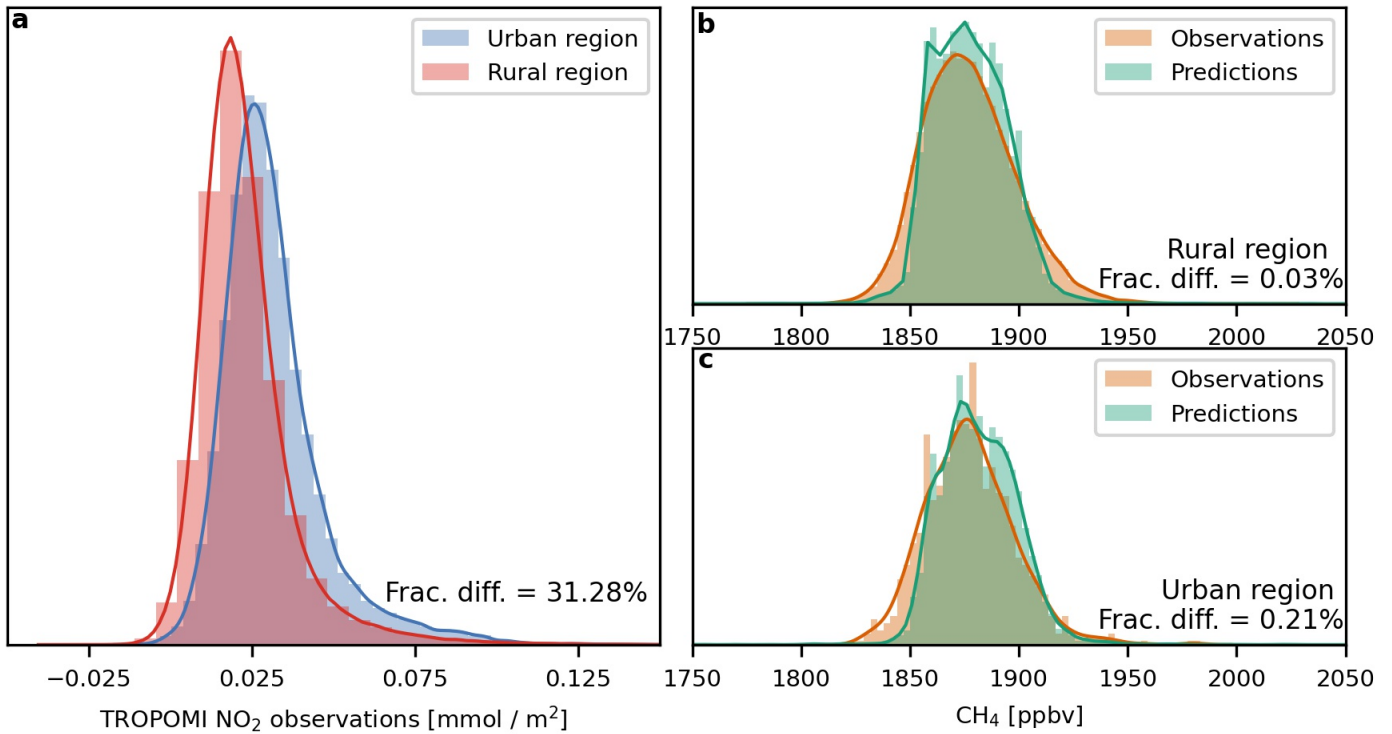 a
Urban region
Rural region
Frac. diff. = 31.28%
−0.025
0.025
0.075
0.125
TROPOMI NO₂ observations [mmol / m²]
b
Observations
Predictions
Rural region
Frac. diff. = 0.03%
1750
1800
1850
1900
1950
2000
2050
c
Observations
Predictions
Urban region
Frac. diff. = 0.21%
1750
1800
1850
1900
1950
2000
2050
CH₄ [ppbv]